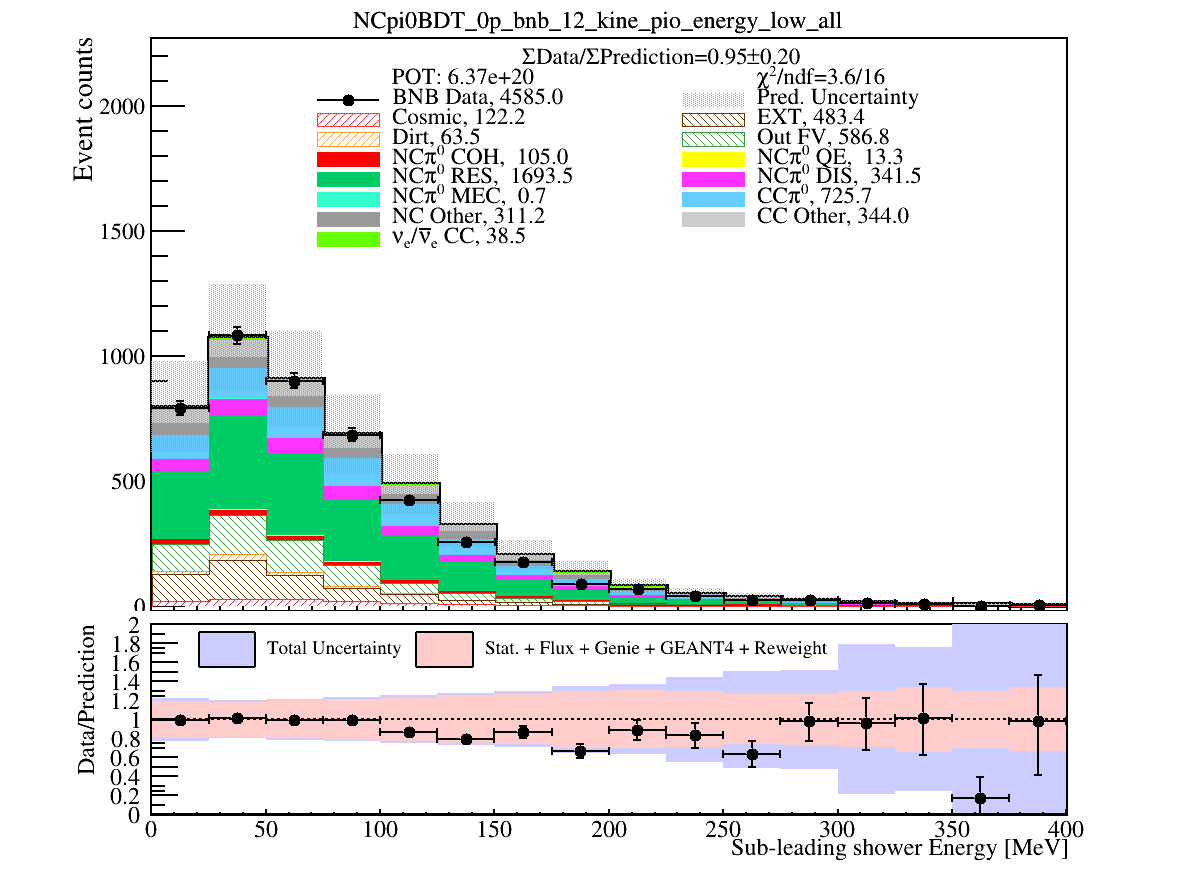 NCpi0BDT_0p_bnb_12_kine_pio_energy_low_all
ΣData/ΣPrediction=0.95±0.20
POT: 6.37e+20
χ²/ndf=3.6/16
BNB Data, 4585.0
Pred. Uncertainty
Cosmic, 122.2
EXT, 483.4
Dirt, 63.5
Out FV, 586.8
NCπ⁰ COH, 105.0
NCπ⁰ QE, 13.3
NCπ⁰ RES, 1693.5
NCπ⁰ DIS, 341.5
NCπ⁰ MEC, 0.7
CCπ⁰, 725.7
NC Other, 311.2
CC Other, 344.0
νₑ/ν̅ₑ CC, 38.5
Event counts
2000
1500
1000
500
0
Total Uncertainty
Stat. + Flux + Genie + GEANT4 + Reweight
Data/Prediction
2
1.8
1.6
1.4
1.2
1
0.8
0.6
0.4
0.2
0
0 50 100 150 200 250 300 350 400
Sub-leading shower Energy [MeV]